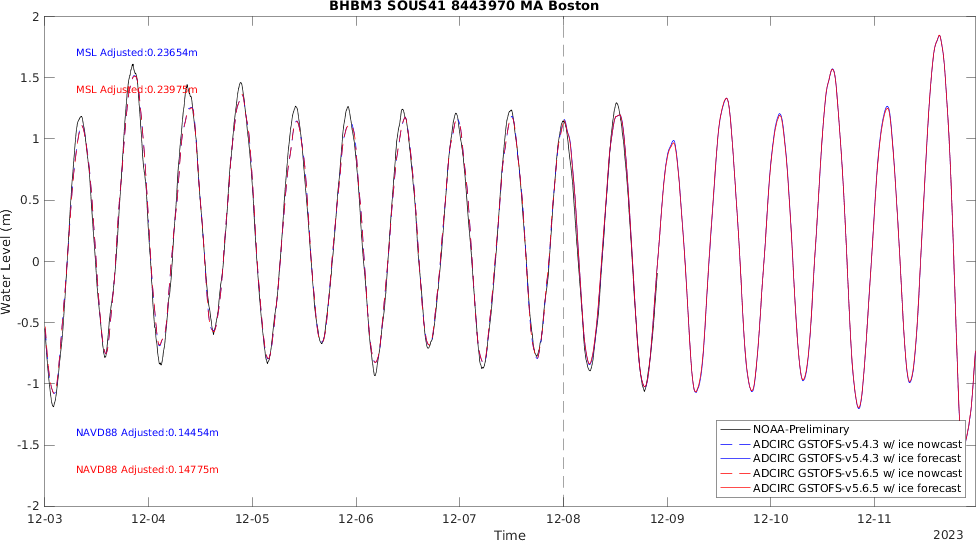 BHBM3 SOUS41 8443970 MA Boston
2
1.5
1
0.5
0
-0.5
-1
-1.5
-2
Water Level (m)
MSL Adjusted:0.23654m
MSL Adjusted:0.23975m
NAVD88 Adjusted:0.14454m
NAVD88 Adjusted:0.14775m
NOAA-Preliminary
ADCIRC GSTOFS-v5.4.3 w/ ice nowcast
ADCIRC GSTOFS-v5.4.3 w/ ice forecast
ADCIRC GSTOFS-v5.6.5 w/ ice nowcast
ADCIRC GSTOFS-v5.6.5 w/ ice forecast
12-03 12-04 12-05 12-06 12-07 12-08 12-09 12-10 12-11
Time
2023